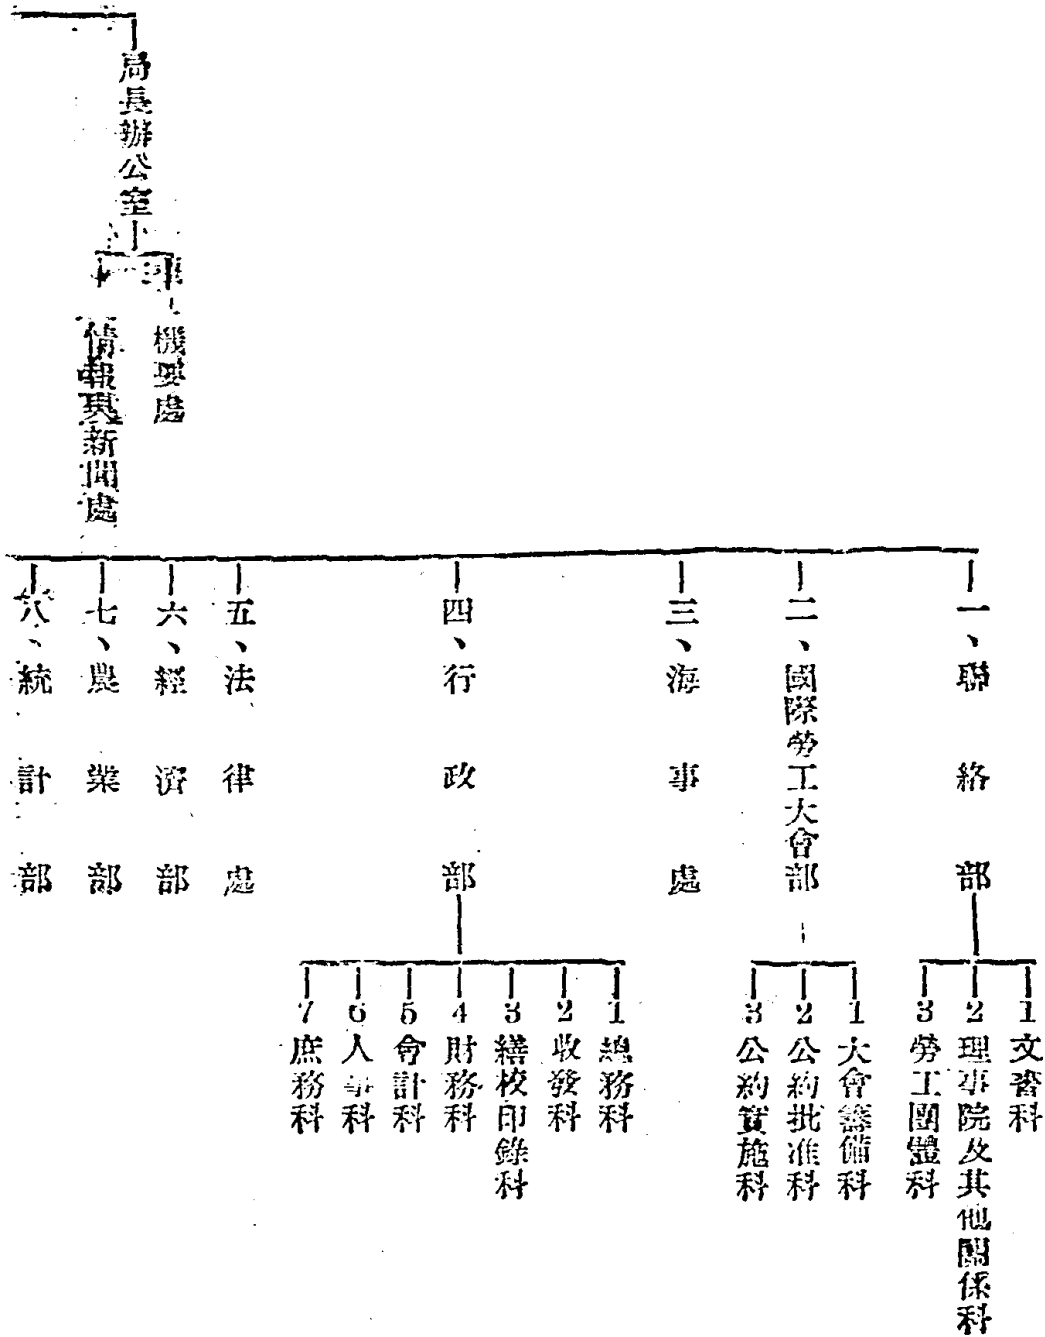 局長辦公室
機要處
情報與新聞處
一、聯絡部
1文書科
2理事院及其他關係科
3勞工團體科
二、國際勞工大會部
1大會籌備科
2公約批准科
3公約實施科
三、海事處
四、行政部
1總務科
2收發科
3繕校印錄科
4財務科
5會計科
6人事科
7庶務科
五、法律處
六、經濟部
七、農業部
八、統計部